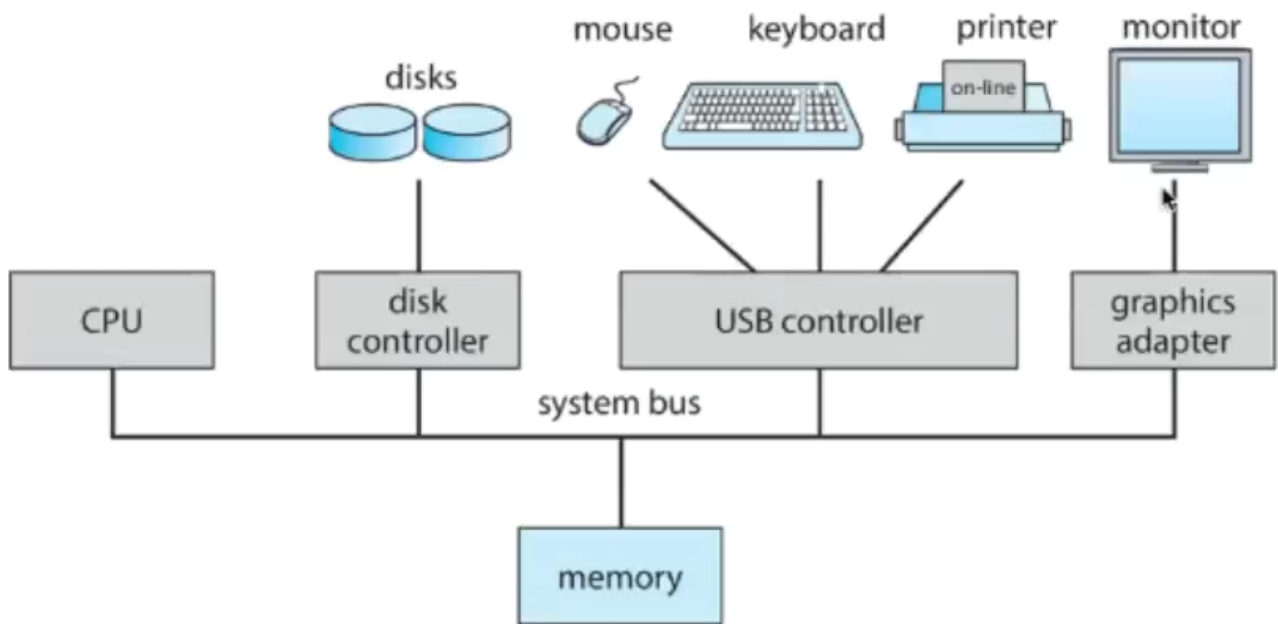 mouse
keyboard
printer
monitor
disks
on-line
CPU
disk
controller
USB controller
graphics
adapter
system bus
memory